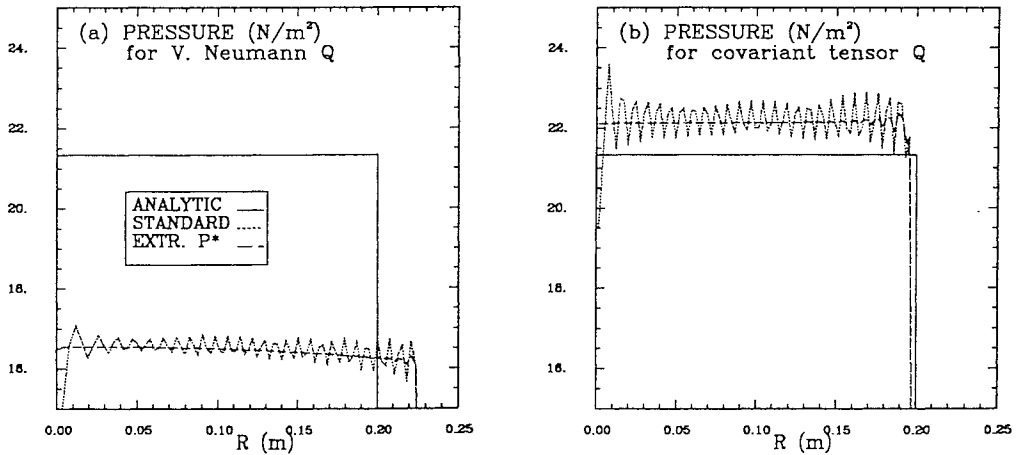 (a) PRESSURE (N/m²)
for V. Neumann Q
24.
22.
20.
18.
16.
ANALYTIC
STANDARD
EXTR. P*
0.00 0.05 0.10 0.15 0.20 0.25
R (m)
(b) PRESSURE (N/m²)
for covariant tensor Q
24.
22.
20.
18.
16.
0.00 0.05 0.10 0.15 0.20 0.25
R (m)